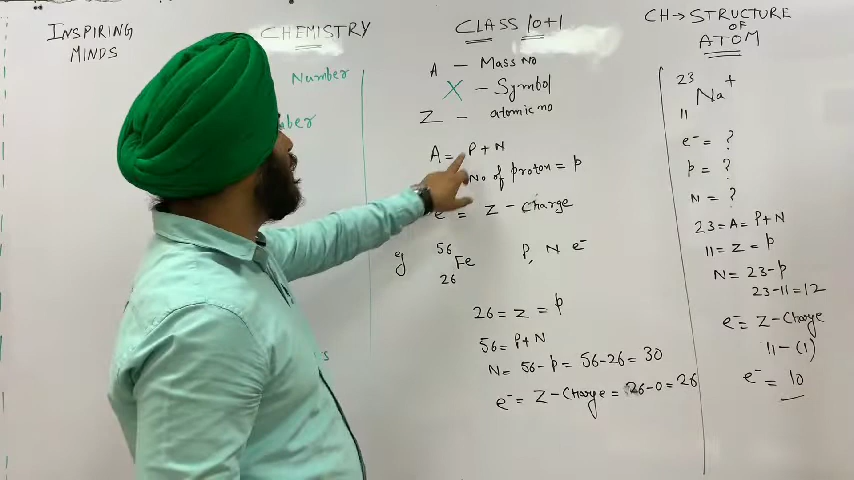 INSPIRING
MINDS
CHEMISTRY
CLASS 10+1
CH→STRUCTURE
OF
ATOM
Number
A - Mass No
X - Symbol
Z - atomic no
A = P+N
No of proton = p
e⁻ = Z - Charge
eg 56 Fe 26 P, N e⁻
26 = Z = p
56 = P+N
N = 56-p = 56-26 = 30
e⁻ = Z-Charge = 26-0 = 26
23 Na⁺ 11
e⁻ = ?
p = ?
N = ?
23 = A = P+N
11 = Z = p
N = 23-p
23-11 = 12
e⁻ = Z-Charge
11-(1)
e⁻ = 10